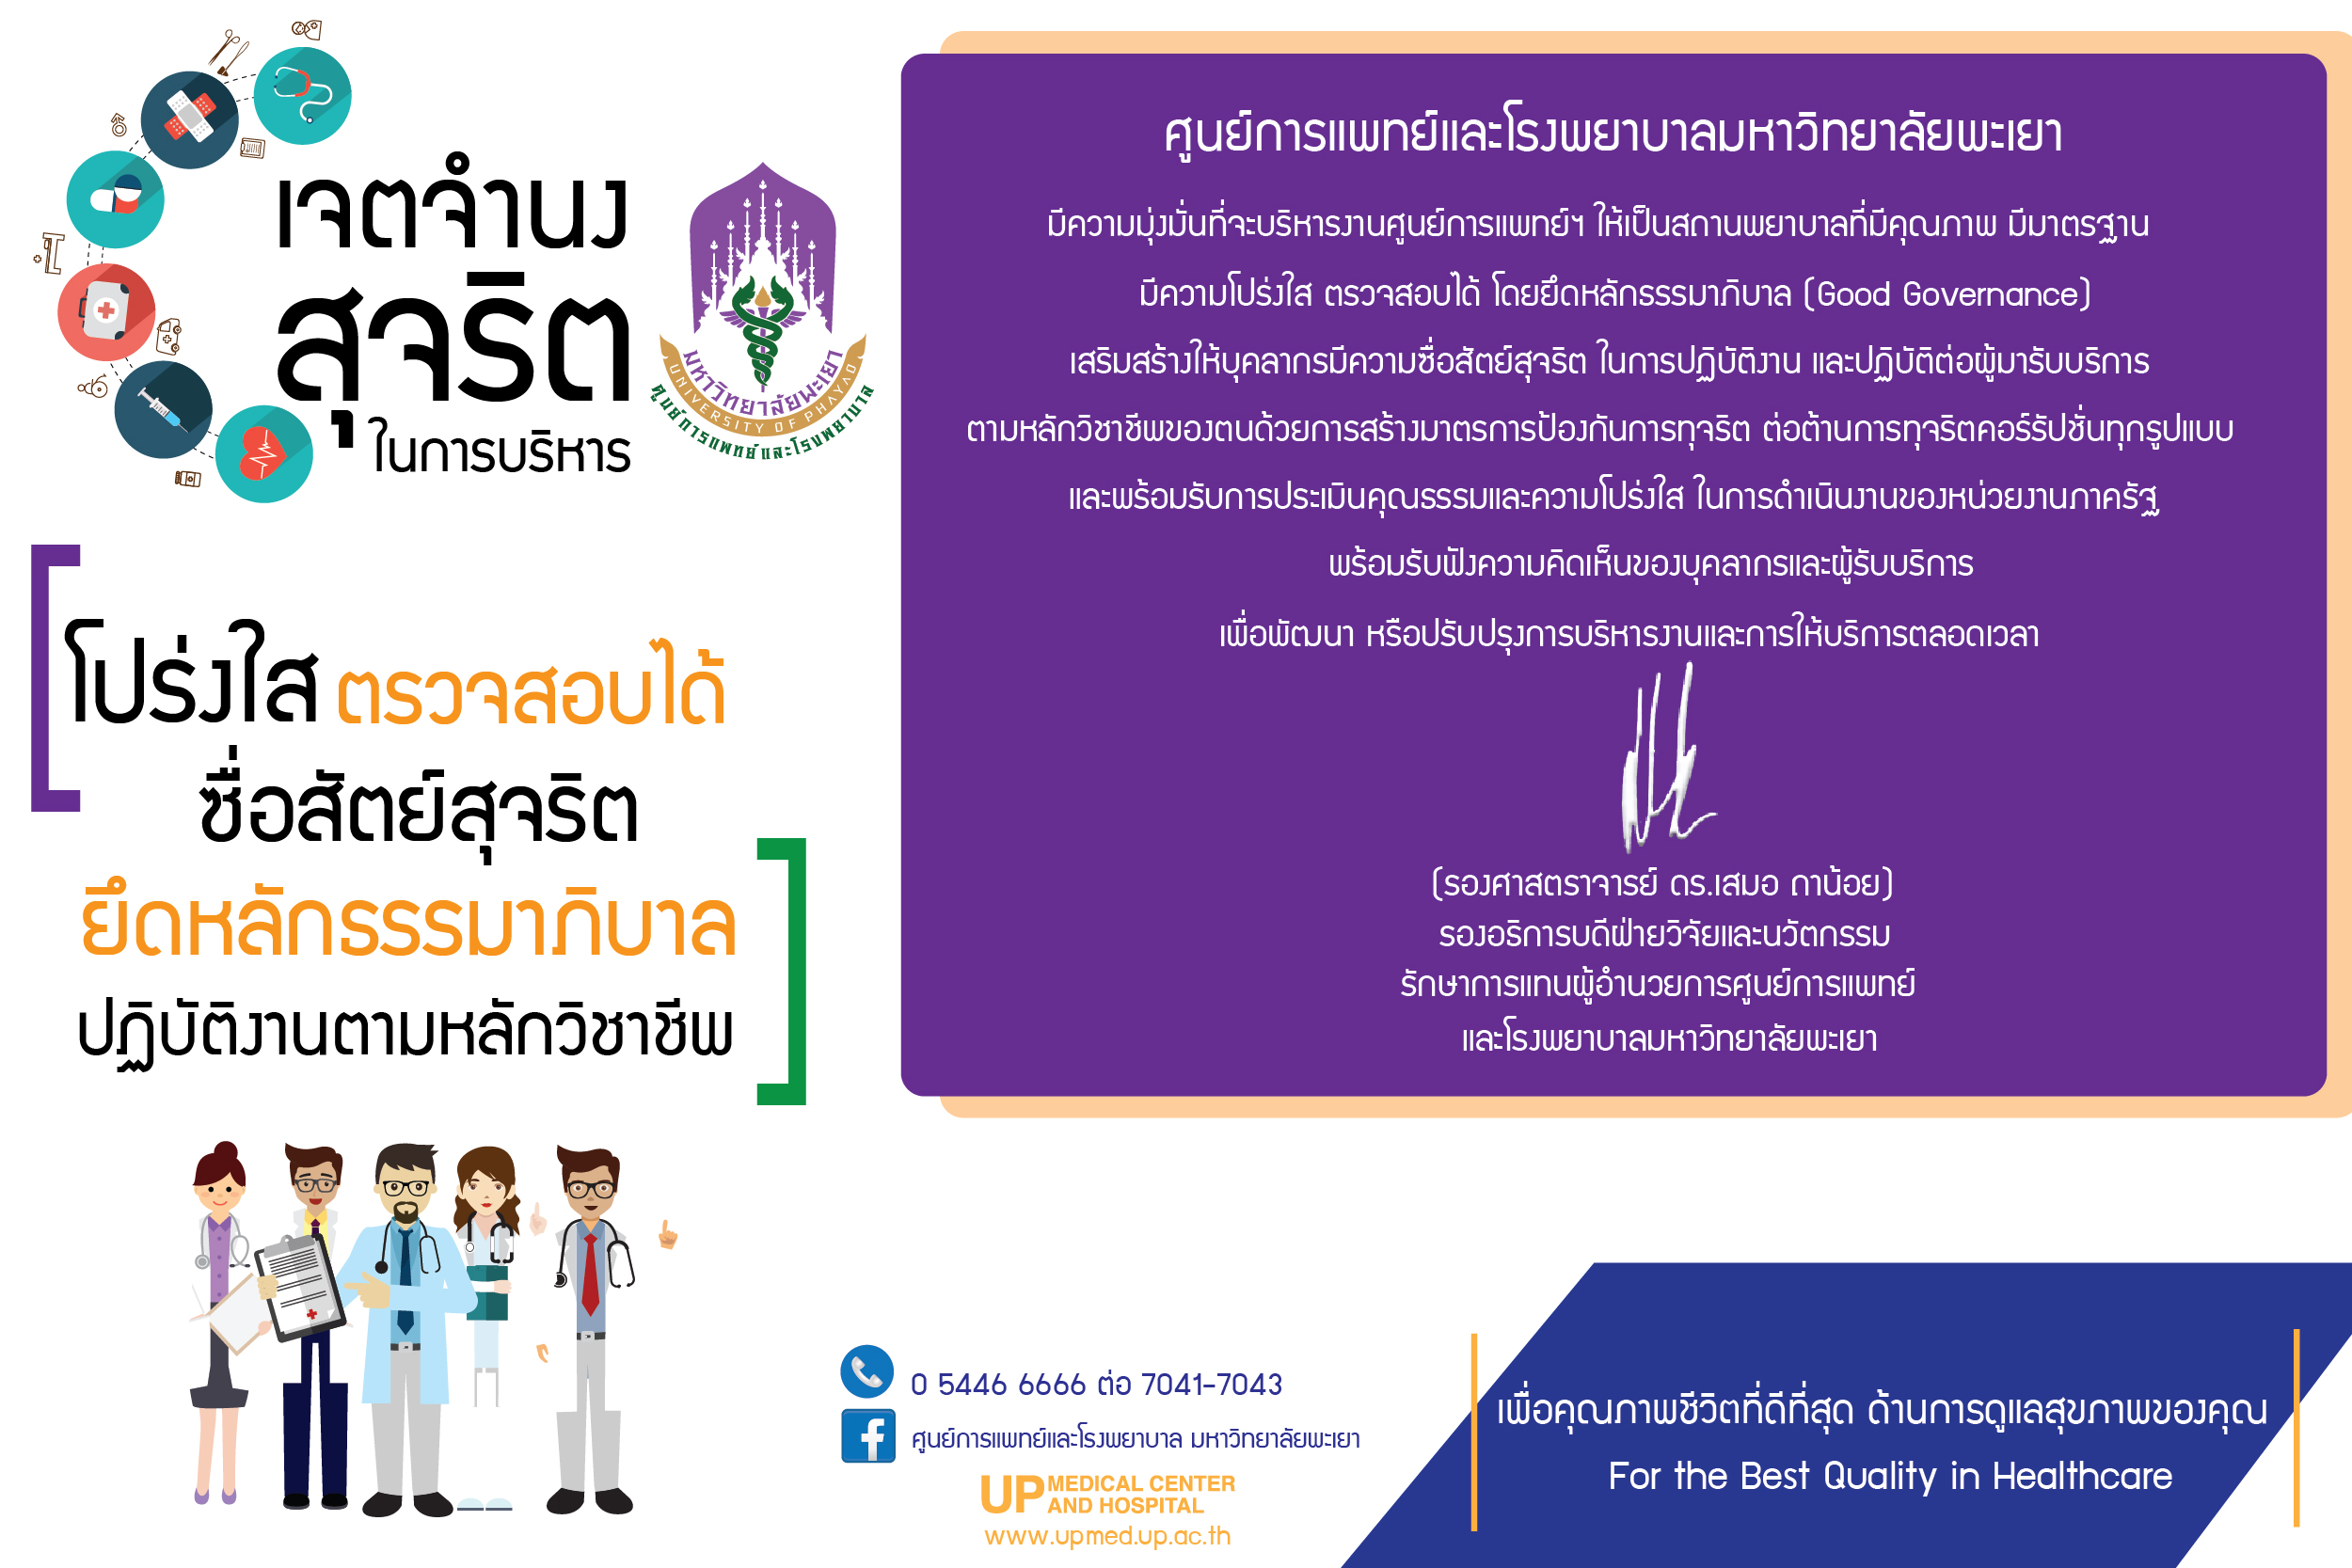 เจตจำนง
สุจริต
ในการบริหาร
มหาวิทยาลัยพะเยา
UNIVERSITY OF PHAYAO
ศูนย์การแพทย์และโรงพยาบาล
โปร่งใส ตรวจสอบได้
ซื่อสัตย์สุจริต
ยึดหลักธรรมาภิบาล
ปฏิบัติงานตามหลักวิชาชีพ
ศูนย์การแพทย์และโรงพยาบาลมหาวิทยาลัยพะเยา
มีความมุ่งมั่นที่จะบริหารงานศูนย์การแพทย์ฯ ให้เป็นสถานพยาบาลที่มีคุณภาพ มีมาตรฐาน
มีความโปร่งใส ตรวจสอบได้ โดยยึดหลักธรรมาภิบาล (Good Governance)
เสริมสร้างให้บุคลากรมีความซื่อสัตย์สุจริต ในการปฏิบัติงาน และปฏิบัติต่อผู้มารับบริการ
ตามหลักวิชาชีพของตนด้วยการสร้างมาตรการป้องกันการทุจริต ต่อต้านการทุจริตคอร์รัปชั่นทุกรูปแบบ
และพร้อมรับการประเมินคุณธรรมและความโปร่งใส ในการดำเนินงานของหน่วยงานภาครัฐ
พร้อมรับฟังความคิดเห็นของบุคลากรและผู้รับบริการ
เพื่อพัฒนา หรือปรับปรุงการบริหารงานและการให้บริการตลอดเวลา
(รองศาสตราจารย์ ดร.เสมอ ถาน้อย)
รองอธิการบดีฝ่ายวิจัยและนวัตกรรม
รักษาการแทนผู้อำนวยการศูนย์การแพทย์
และโรงพยาบาลมหาวิทยาลัยพะเยา
0 5446 6666 ต่อ 7041-7043
ศูนย์การแพทย์และโรงพยาบาล มหาวิทยาลัยพะเยา
UP MEDICAL CENTER
AND HOSPITAL
www.upmed.up.ac.th
เพื่อคุณภาพชีวิตที่ดีที่สุด ด้านการดูแลสุขภาพของคุณ
For the Best Quality in Healthcare